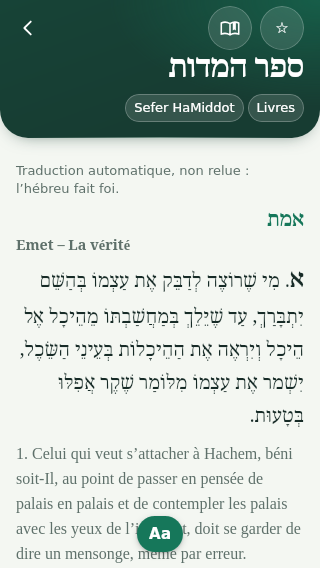 ספר המדות
Sefer HaMiddot Livres
Traduction automatique, non relue :
l’hébreu fait foi.
אמת
Emet – La vérité
א. מִי שֶׁרוֹצֶה לְדַבֵּק אֶת עַצְמוֹ בְּהַשֵּׁם
יִתְבָּרַךְ, עַד שֶׁיֵּלֵךְ בְּמַחֲשַׁבְתּוֹ מֵהֵיכָל אֶל
הֵיכָל וְיִרְאֶה אֶת הַהֵיכָלוֹת בְּעֵינֵי הַשֵּׂכֶל,
יִשְׁמֹר אֶת עַצְמוֹ מִלּוֹמַר שֶׁקֶר אֲפִלּוּ
בְּטָעוּת.
1. Celui qui veut s’attacher à Hachem, béni
soit-Il, au point de passer en pensée de
palais en palais et de contempler les palais
avec les yeux de doit se garder de
dire un mensonge, même par erreur.
Aa